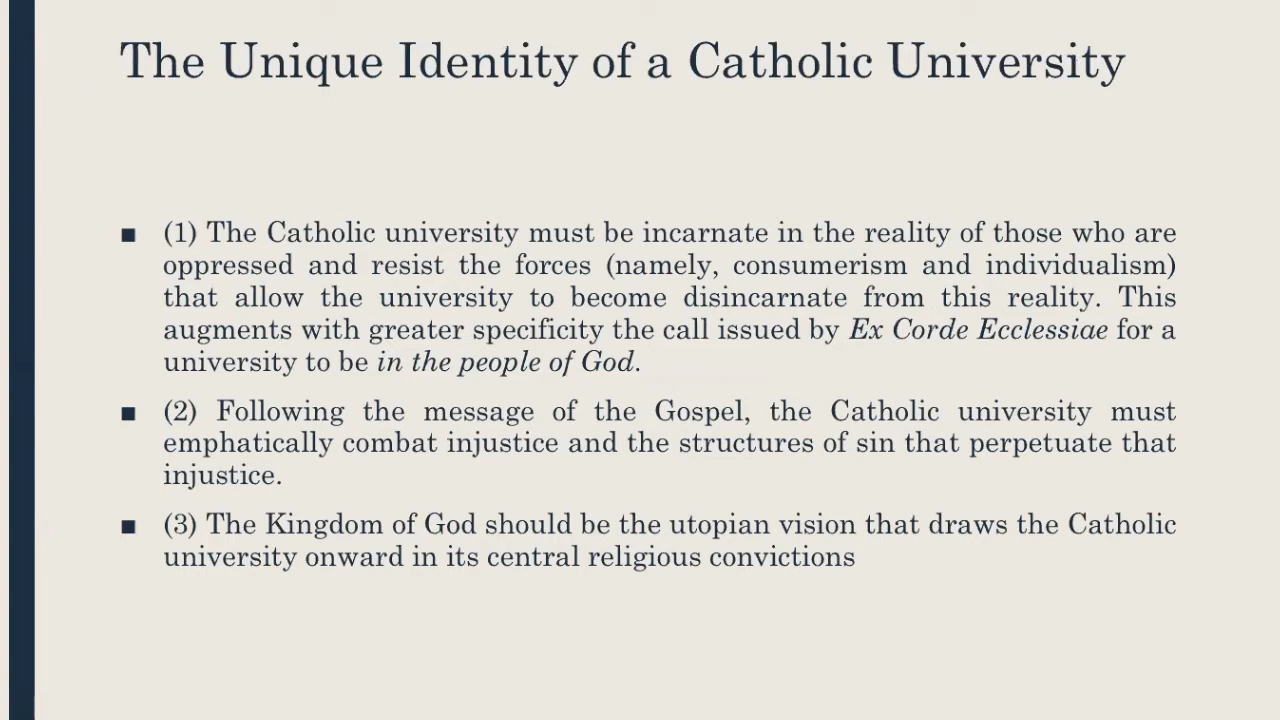 The Unique Identity of a Catholic University
■ (1) The Catholic university must be incarnate in the reality of those who are
oppressed and resist the forces (namely, consumerism and individualism)
that allow the university to become disincarnate from this reality. This
augments with greater specificity the call issued by Ex Corde Ecclessiae for a
university to be in the people of God.
■ (2) Following the message of the Gospel, the Catholic university must
emphatically combat injustice and the structures of sin that perpetuate that
injustice.
■ (3) The Kingdom of God should be the utopian vision that draws the Catholic
university onward in its central religious convictions